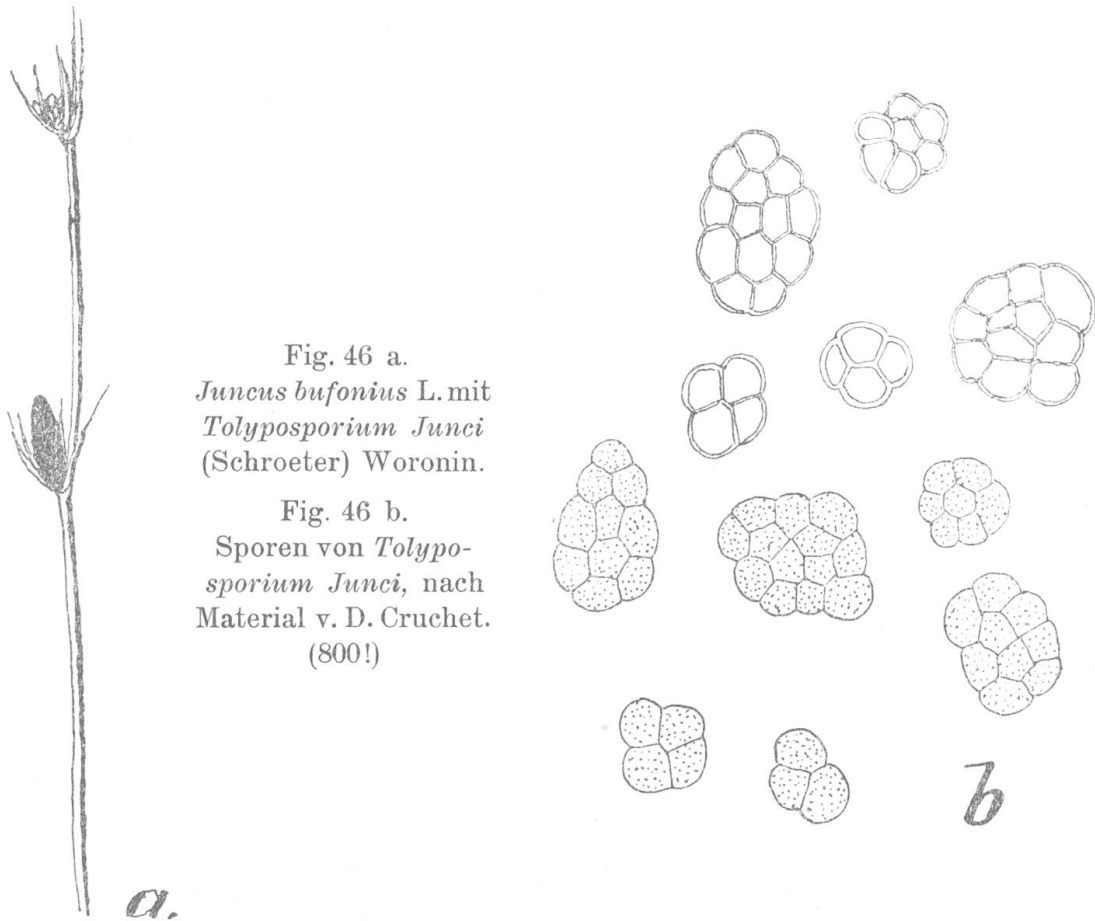 Fig. 46 a.
Juncus bufonius L. mit
Tolyposporium Junci
(Schroeter) Woronin.
Fig. 46 b.
Sporen von Tolypo-
sporium Junci, nach
Material v. D. Cruchet.
(800!)
a.
b